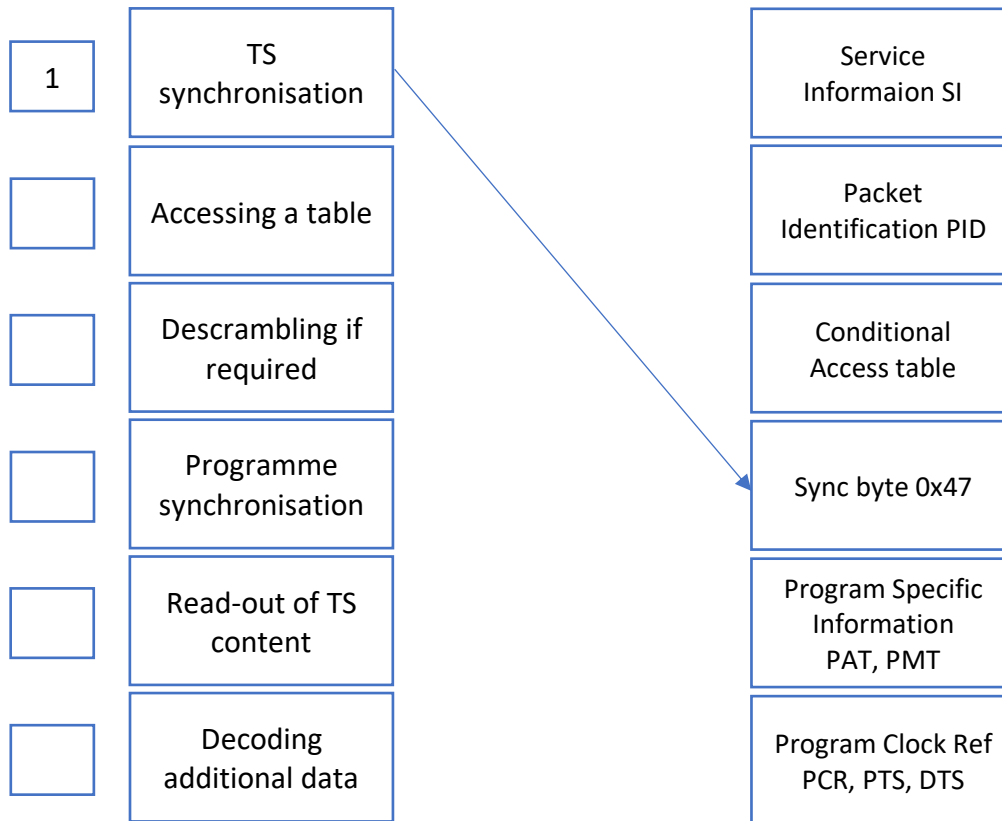 1
TS
synchronisation
Service
Informaion SI
Accessing a table
Packet
Identification PID
Descrambling if
required
Conditional
Access table
Programme
synchronisation
Sync byte 0x47
Read-out of TS
content
Program Specific
Information
PAT, PMT
Decoding
additional data
Program Clock Ref
PCR, PTS, DTS